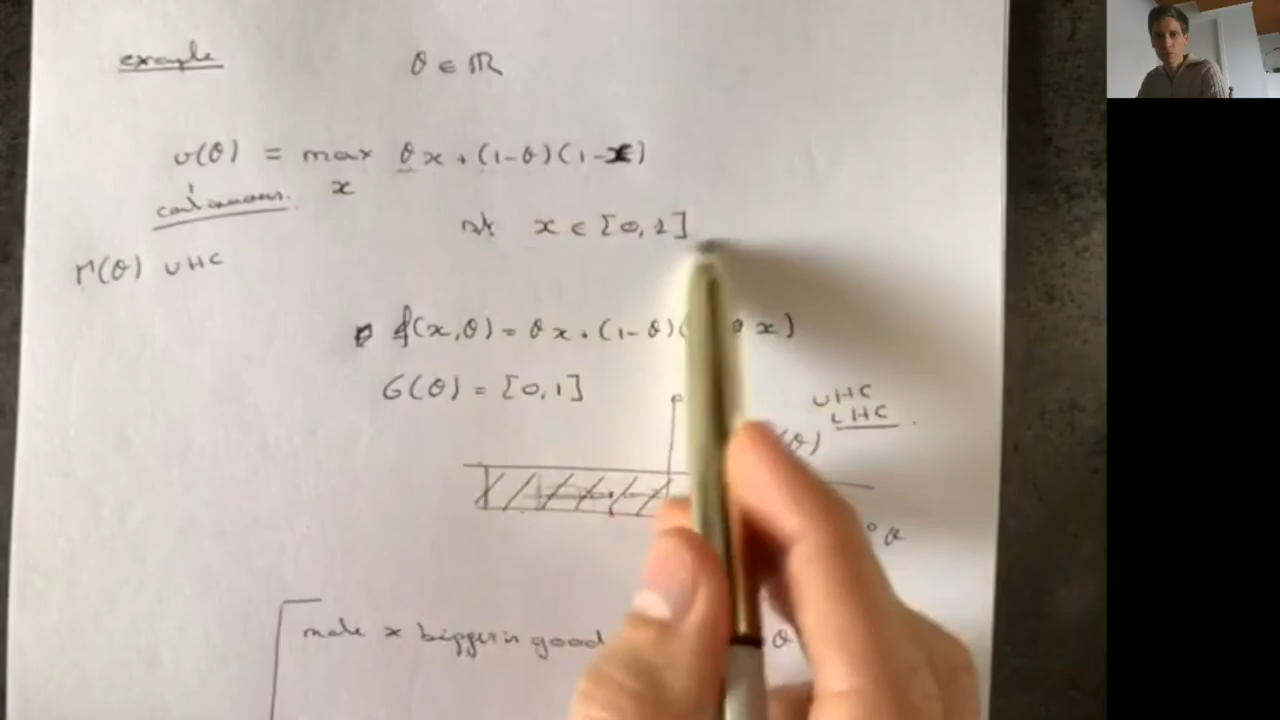 example θ ∈ ℝ
v(θ) = max θx + (1-θ)(1-x)
continuous. x
st x ∈ [0,1]
Γ(θ) UHC
f(x,θ) = θx + (1-θ)( x)
G(θ) = [0,1]
UHC
LHC
(θ)
θ
make x bigger is good θ